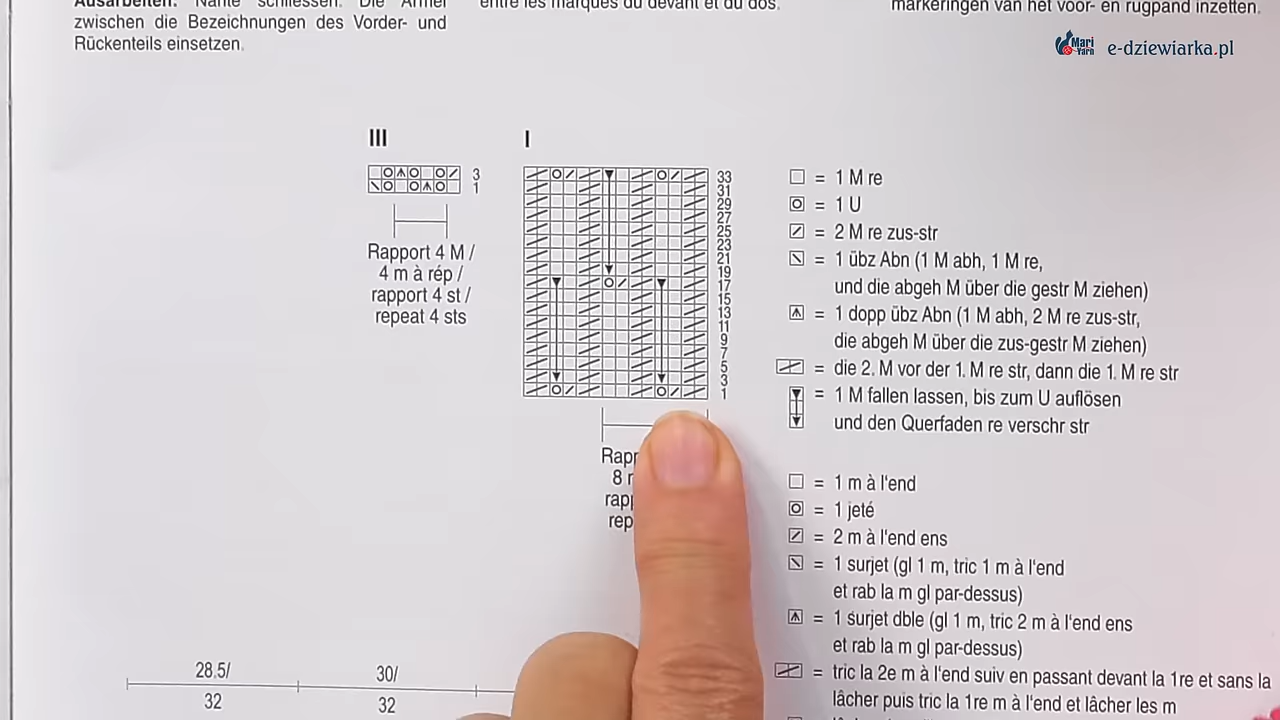 Ausarbeiten: Nähte schliessen. Die Ärmel
zwischen die Bezeichnungen des Vorder- und
Rückenteils einsetzen.
entre les marques du devant et du dos.
markeringen van het voor- en rugpand inzetten.
Mari
Yarn
e-dziewiarka.pl
III
3
1
Rapport 4 M /
4 m à rép /
rapport 4 st /
repeat 4 sts
I
33
31
29
27
25
23
21
19
17
15
13
11
9
7
5
3
1
8
= 1 M re
= 1 U
= 2 M re zus-str
= 1 übz Abn (1 M abh, 1 M re,
und die abgeh M über die gestr M ziehen)
= 1 dopp übz Abn (1 M abh, 2 M re zus-str,
die abgeh M über die zus-gestr M ziehen)
= die 2. M vor der 1. M re str, dann die 1. M re str
= 1 M fallen lassen, bis zum U auflösen
und den Querfaden re verschr str
= 1 m à l'end
= 1 jeté
= 2 m à l'end ens
= 1 surjet (gl 1 m, tric 1 m à l'end
et rab la m gl par-dessus)
= 1 surjet dble (gl 1 m, tric 2 m à l'end ens
et rab la m gl par-dessus)
= tric la 2e m à l'end suiv en passant devant la 1re et sans la
lâcher puis tric la 1re m à l'end et lâcher les m
28.5/
32
30/
32